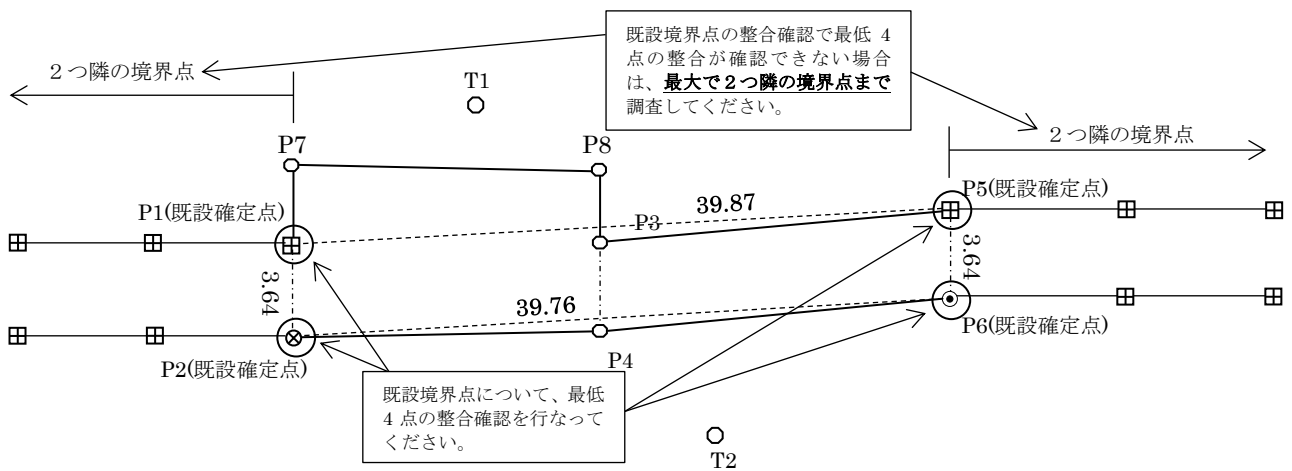 既設境界点の整合確認で最低 4
点の整合が確認できない場合
は、最大で２つ隣の境界点まで
調査してください。
２つ隣の境界点
T1
２つ隣の境界点
P7
P8
P5(既設確定点)
39.87
P1(既設確定点)
P3
3.64
3.64
39.76
P6(既設確定点)
P2(既設確定点)
P4
既設境界点について、最低
4 点の整合確認を行なって
ください。
T2